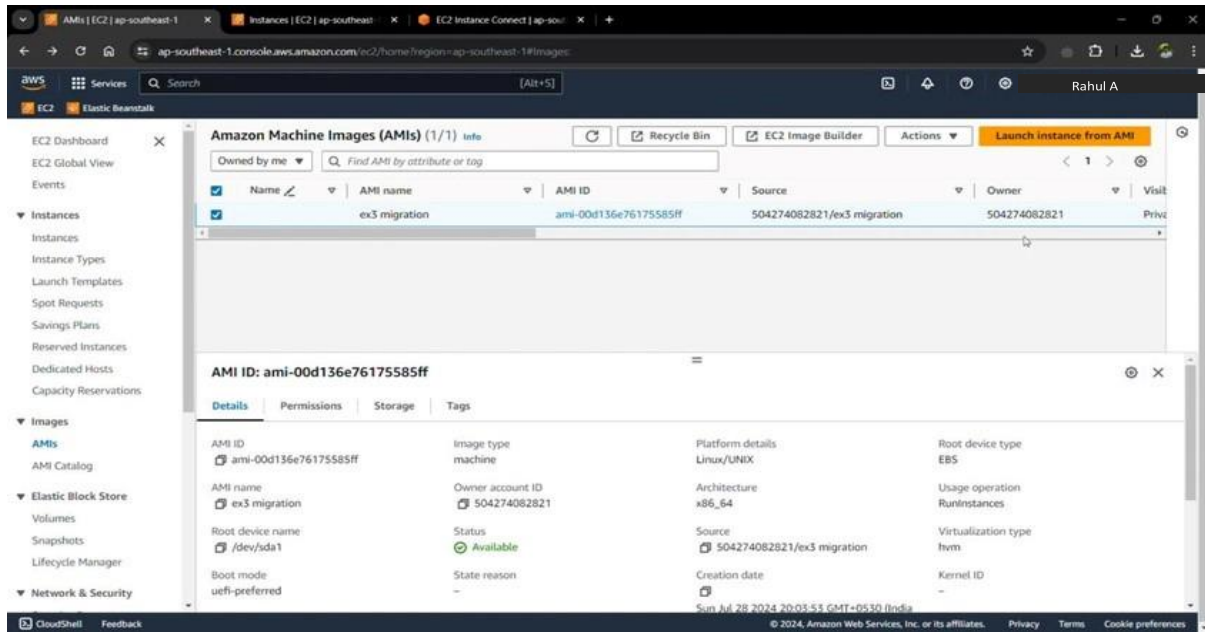 AMIs | EC2 | ap-southeast-1
Instances | EC2 | ap-southeast
EC2 Instance Connect | ap-sou
ap-southeast-1.console.aws.amazon.com/ec2/home?region=ap-southeast-1#Images:
aws Services Search [Alt+S] Rahul A
EC2 Elastic Beanstalk
EC2 Dashboard
EC2 Global View
Events
Instances
Instances
Instance Types
Launch Templates
Spot Requests
Savings Plans
Reserved Instances
Dedicated Hosts
Capacity Reservations
Images
AMIs
AMI Catalog
Elastic Block Store
Volumes
Snapshots
Lifecycle Manager
Network & Security
Amazon Machine Images (AMIs) (1/1) Info Recycle Bin EC2 Image Builder Actions Launch instance from AMI
Owned by me Find AMI by attribute or tag 1
Name AMI name AMI ID Source Owner Visit
ex3 migration ami-00d136e76175585ff 504274082821/ex3 migration 504274082821 Priva
AMI ID: ami-00d136e76175585ff
Details Permissions Storage Tags
AMI ID Image type Platform details Root device type
ami-00d136e76175585ff machine Linux/UNIX EBS
AMI name Owner account ID Architecture Usage operation
ex3 migration 504274082821 x86_64 RunInstances
Root device name Status Source Virtualization type
/dev/sda1 Available 504274082821/ex3 migration hvm
Boot mode State reason Creation date Kernel ID
uefi-preferred – –
Sun Jul 28 2024 20:03:53 GMT+0530 (India
CloudShell Feedback © 2024, Amazon Web Services, Inc. or its affiliates. Privacy Terms Cookie preferences